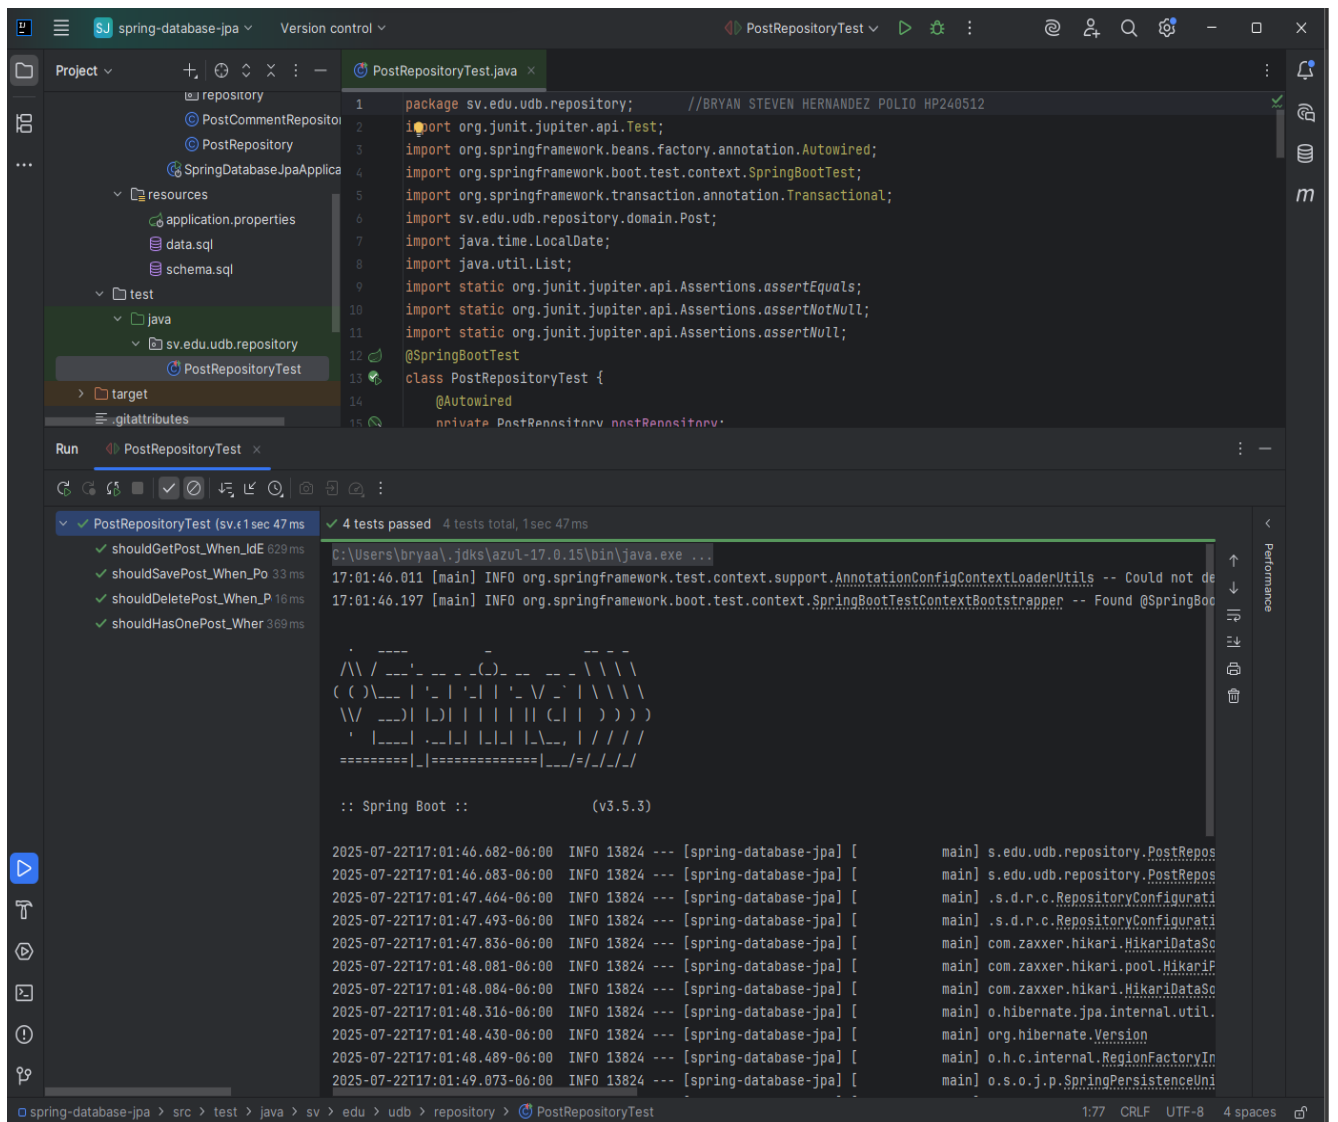 SJ spring-database-jpa Version control PostRepositoryTest
Project
PostRepositoryTest.java
repository
PostCommentRepositor
PostRepository
SpringDatabaseJpaApplica
resources
application.properties
data.sql
schema.sql
test
java
sv.edu.udb.repository
PostRepositoryTest
target
.gitattributes
1 package sv.edu.udb.repository; //BRYAN STEVEN HERNANDEZ POLIO HP240512
2 import org.junit.jupiter.api.Test;
3 import org.springframework.beans.factory.annotation.Autowired;
4 import org.springframework.boot.test.context.SpringBootTest;
5 import org.springframework.transaction.annotation.Transactional;
6 import sv.edu.udb.repository.domain.Post;
7 import java.time.LocalDate;
8 import java.util.List;
9 import static org.junit.jupiter.api.Assertions.assertEquals;
10 import static org.junit.jupiter.api.Assertions.assertNotNull;
11 import static org.junit.jupiter.api.Assertions.assertNull;
12 @SpringBootTest
13 class PostRepositoryTest {
14 @Autowired
15 private PostRepository postRepository;
Run PostRepositoryTest
PostRepositoryTest (sv.e 1 sec 47 ms
shouldGetPost_When_IdE 629 ms
shouldSavePost_When_Po 33 ms
shouldDeletePost_When_P 16 ms
shouldHasOnePost_Wher 369 ms
4 tests passed 4 tests total, 1 sec 47 ms
C:\Users\bryaa\.jdks\azul-17.0.15\bin\java.exe ...
17:01:46.011 [main] INFO org.springframework.test.context.support.AnnotationConfigContextLoaderUtils -- Could not de
17:01:46.197 [main] INFO org.springframework.boot.test.context.SpringBootTestContextBootstrapper -- Found @SpringBoo
:: Spring Boot :: (v3.5.3)
2025-07-22T17:01:46.682-06:00 INFO 13824 --- [spring-database-jpa] [ main] s.edu.udb.repository.PostRepos
2025-07-22T17:01:46.683-06:00 INFO 13824 --- [spring-database-jpa] [ main] s.edu.udb.repository.PostRepos
2025-07-22T17:01:47.464-06:00 INFO 13824 --- [spring-database-jpa] [ main] .s.d.r.c.RepositoryConfigurati
2025-07-22T17:01:47.493-06:00 INFO 13824 --- [spring-database-jpa] [ main] .s.d.r.c.RepositoryConfigurati
2025-07-22T17:01:47.836-06:00 INFO 13824 --- [spring-database-jpa] [ main] com.zaxxer.hikari.HikariDataSo
2025-07-22T17:01:48.081-06:00 INFO 13824 --- [spring-database-jpa] [ main] com.zaxxer.hikari.pool.HikariP
2025-07-22T17:01:48.084-06:00 INFO 13824 --- [spring-database-jpa] [ main] com.zaxxer.hikari.HikariDataSo
2025-07-22T17:01:48.316-06:00 INFO 13824 --- [spring-database-jpa] [ main] o.hibernate.jpa.internal.util.
2025-07-22T17:01:48.430-06:00 INFO 13824 --- [spring-database-jpa] [ main] org.hibernate.Version
2025-07-22T17:01:48.489-06:00 INFO 13824 --- [spring-database-jpa] [ main] o.h.c.internal.RegionFactoryIn
2025-07-22T17:01:49.073-06:00 INFO 13824 --- [spring-database-jpa] [ main] o.s.o.j.p.SpringPersistenceUni
Performance
spring-database-jpa > src > test > java > sv > edu > udb > repository > PostRepositoryTest 1:77 CRLF UTF-8 4 spaces